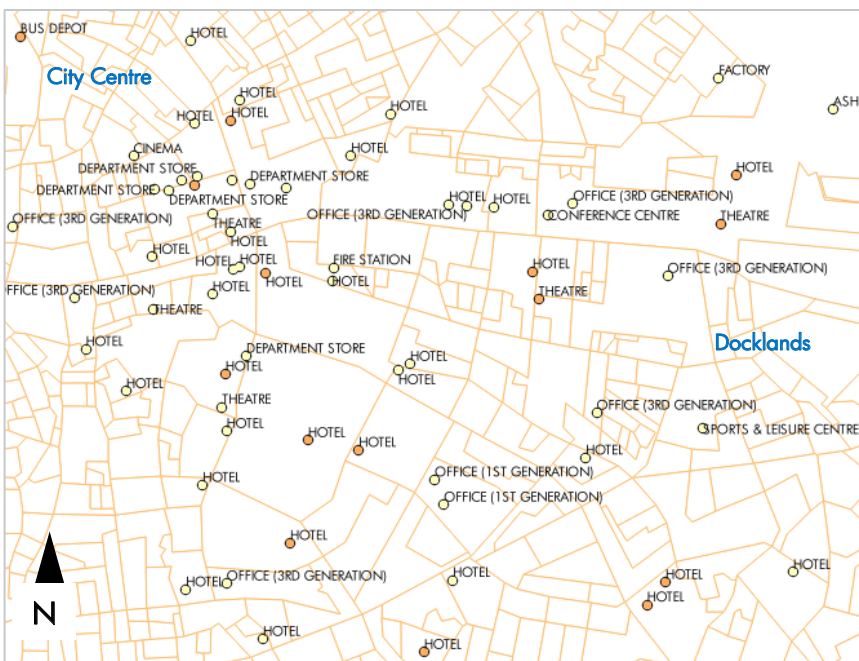 BUS DEPOT
HOTEL
City Centre
FACTORY
HOTEL
ASH
HOTEL
HOTEL
HOTEL
CINEMA
HOTEL
DEPARTMENT STORE
HOTEL
DEPARTMENT STORE
DEPARTMENT STORE
DEPARTMENT STORE
HOTEL
HOTEL
OFFICE (3RD GENERATION)
OFFICE (3RD GENERATION)
CONFERENCE CENTRE
OFFICE (3RD GENERATION)
THEATRE
THEATRE
HOTEL
HOTEL
HOTEL
HOTEL
FIRE STATION
HOTEL
OFFICE (3RD GENERATION)
HOTEL
HOTEL
OFFICE (3RD GENERATION)
HOTEL
THEATRE
THEATRE
HOTEL
Docklands
DEPARTMENT STORE
HOTEL
HOTEL
HOTEL
HOTEL
THEATRE
OFFICE (3RD GENERATION)
HOTEL
SPORTS & LEISURE CENTRE
HOTEL
HOTEL
HOTEL
HOTEL
OFFICE (1ST GENERATION)
OFFICE (1ST GENERATION)
HOTEL
HOTEL
OFFICE (3RD GENERATION)
HOTEL
HOTEL
HOTEL
HOTEL
N
HOTEL
HOTEL